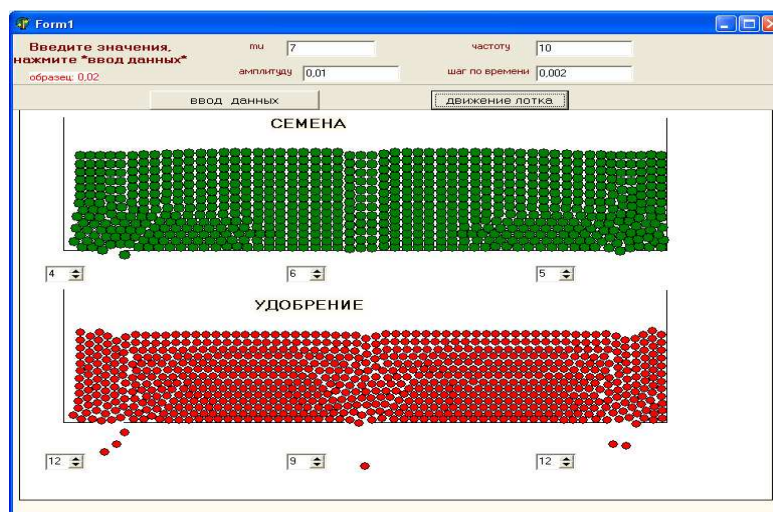 Form1
Введите значения,
нажмите *ввод данных*
образец: 0,02
mu 7
частоту 10
амплитуду 0,01
шаг по времени 0,002
ввод данных
движение лотка
СЕМЕНА
4 6 5
УДОБРЕНИЕ
12 9 12